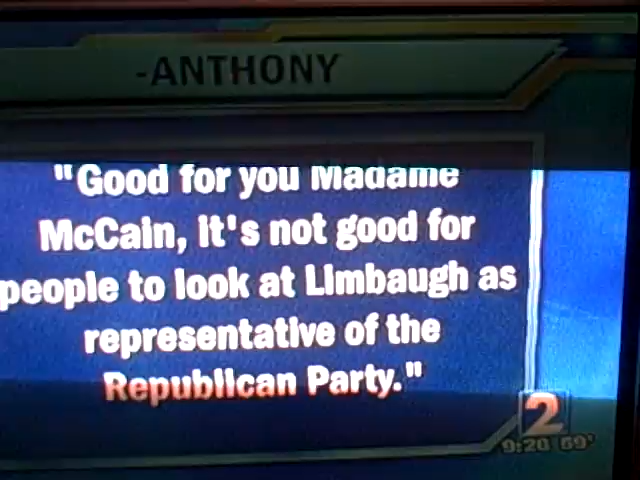 -ANTHONY
"Good for you Madame
McCain, it's not good for
people to look at Limbaugh as
representative of the
Republican Party."
2
9:20 59°